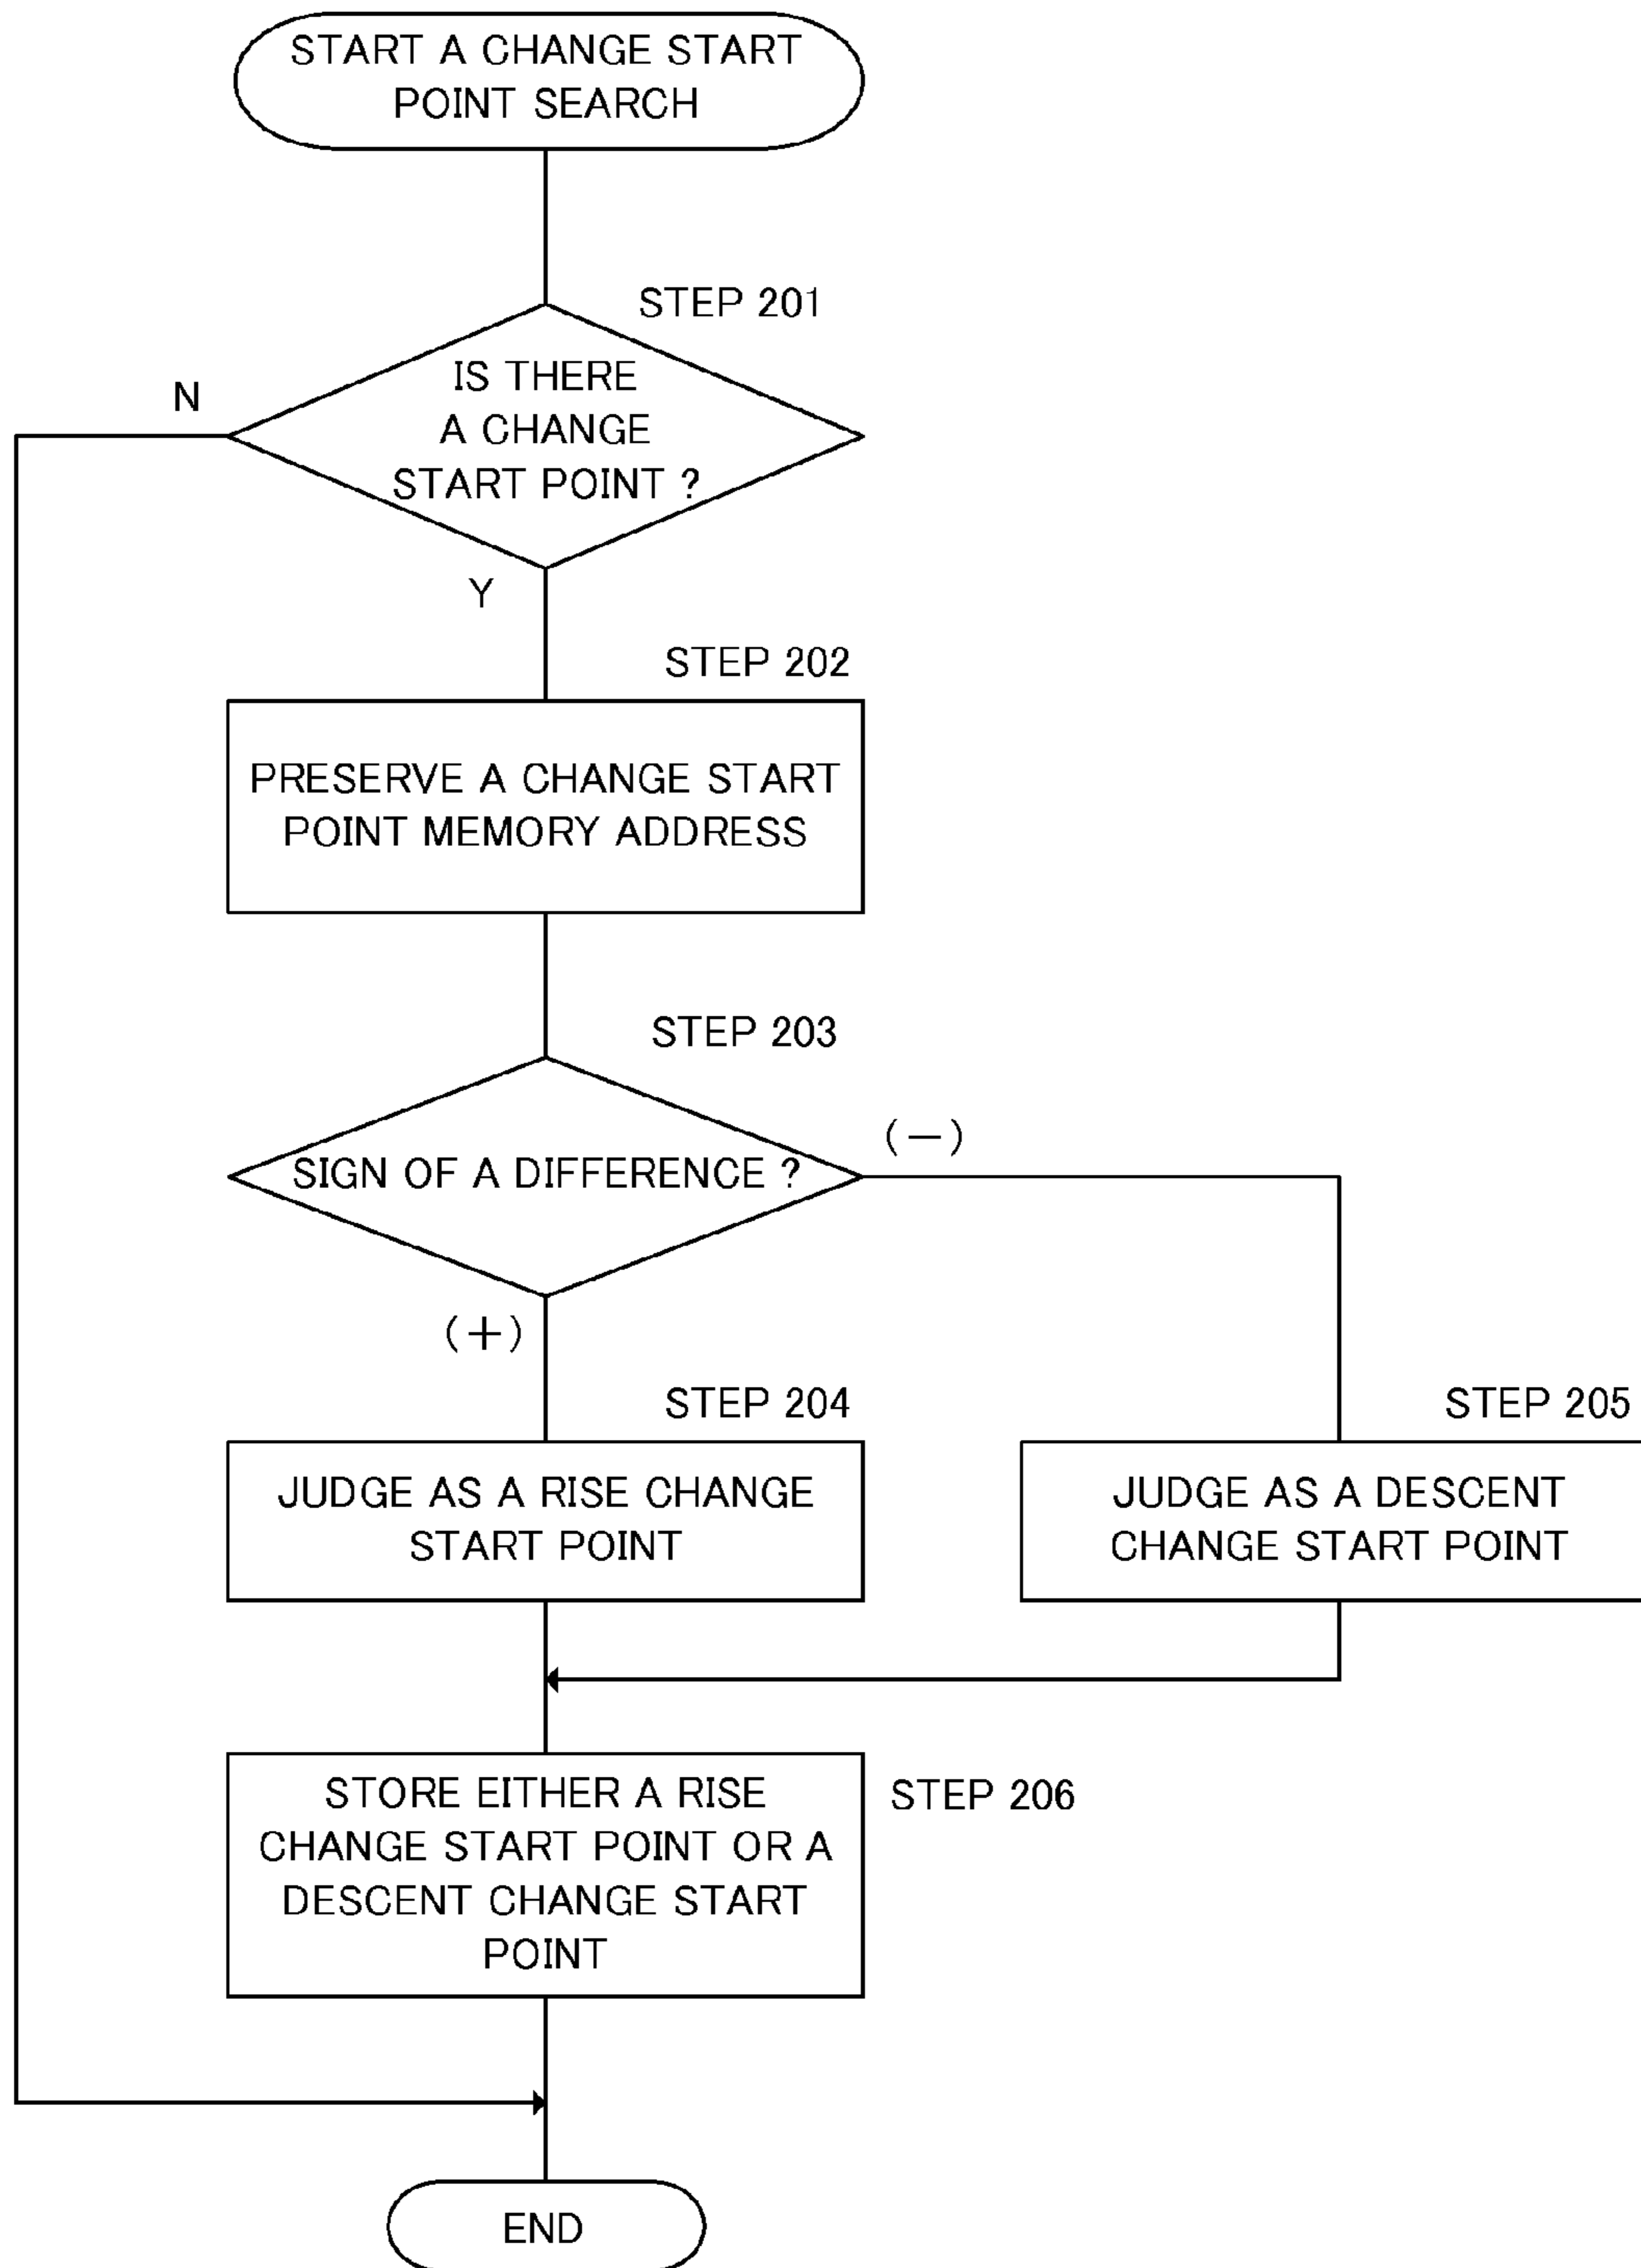 START A CHANGE START
POINT SEARCH
STEP 201
IS THERE
A CHANGE
START POINT ?
N
Y
STEP 202
PRESERVE A CHANGE START
POINT MEMORY ADDRESS
STEP 203
SIGN OF A DIFFERENCE ?
(−)
(+)
STEP 204
JUDGE AS A RISE CHANGE
START POINT
STEP 205
JUDGE AS A DESCENT
CHANGE START POINT
STORE EITHER A RISE
CHANGE START POINT OR A
DESCENT CHANGE START
POINT
STEP 206
END